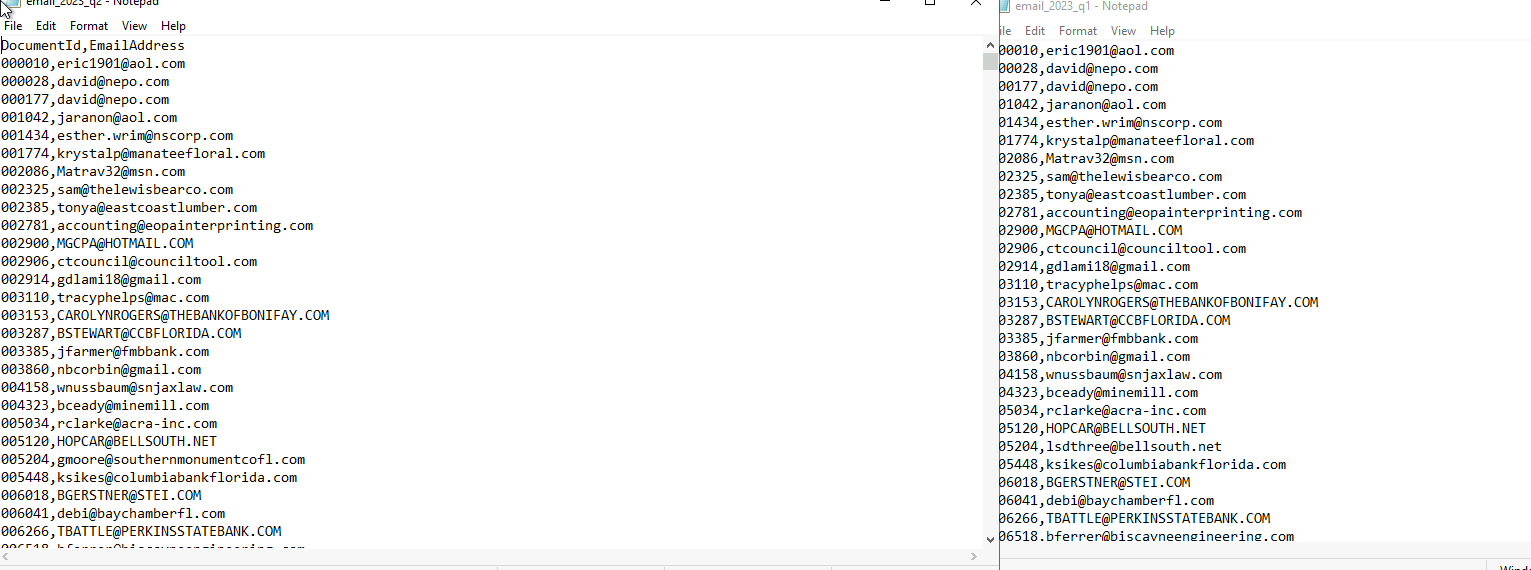 email_2023_q2 - Notepad
File Edit Format View Help
DocumentId,EmailAddress
000010,eric1901@aol.com
000028,david@nepo.com
000177,david@nepo.com
001042,jaranon@aol.com
001434,esther.wrim@nscorp.com
001774,krystalp@manateefloral.com
002086,Matrav32@msn.com
002325,sam@thelewisbearco.com
002385,tonya@eastcoastlumber.com
002781,accounting@eopainterprinting.com
002900,MGCPA@HOTMAIL.COM
002906,ctcouncil@counciltool.com
002914,gdlami18@gmail.com
003110,tracyphelps@mac.com
003153,CAROLYNROGERS@THEBANKOFBONIFAY.COM
003287,BSTEWART@CCBFLORIDA.COM
003385,jfarmer@fmbbank.com
003860,nbcorbin@gmail.com
004158,wnussbaum@snjaxlaw.com
004323,bceady@minemill.com
005034,rclarke@acra-inc.com
005120,HOPCAR@BELLSOUTH.NET
005204,gmoore@southernmonumentcofl.com
005448,ksikes@columbiabankflorida.com
006018,BGERSTNER@STEI.COM
006041,debi@baychamberfl.com
006266,TBATTLE@PERKINSSTATEBANK.COM
006518,bferrer@biscayneengineering.com
email_2023_q1 - Notepad
ile Edit Format View Help
00010,eric1901@aol.com
00028,david@nepo.com
00177,david@nepo.com
01042,jaranon@aol.com
01434,esther.wrim@nscorp.com
01774,krystalp@manateefloral.com
02086,Matrav32@msn.com
02325,sam@thelewisbearco.com
02385,tonya@eastcoastlumber.com
02781,accounting@eopainterprinting.com
02900,MGCPA@HOTMAIL.COM
02906,ctcouncil@counciltool.com
02914,gdlami18@gmail.com
03110,tracyphelps@mac.com
03153,CAROLYNROGERS@THEBANKOFBONIFAY.COM
03287,BSTEWART@CCBFLORIDA.COM
03385,jfarmer@fmbbank.com
03860,nbcorbin@gmail.com
04158,wnussbaum@snjaxlaw.com
04323,bceady@minemill.com
05034,rclarke@acra-inc.com
05120,HOPCAR@BELLSOUTH.NET
05204,lsdthree@bellsouth.net
05448,ksikes@columbiabankflorida.com
06018,BGERSTNER@STEI.COM
06041,debi@baychamberfl.com
06266,TBATTLE@PERKINSSTATEBANK.COM
06518,bferrer@biscayneengineering.com